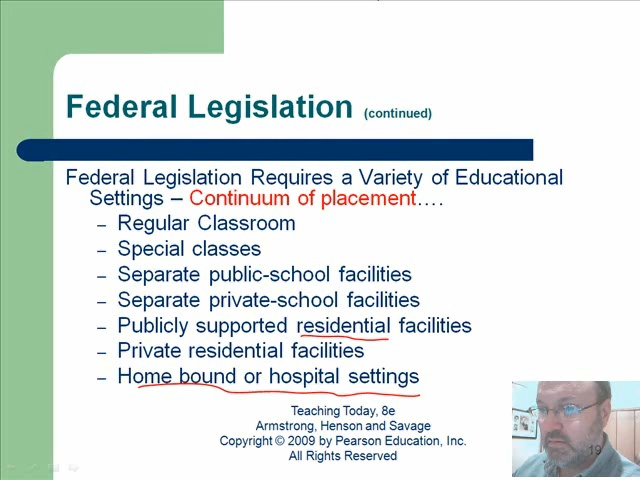 Federal Legislation (continued)
Federal Legislation Requires a Variety of Educational
Settings – Continuum of placement….
– Regular Classroom
– Special classes
– Separate public-school facilities
– Separate private-school facilities
– Publicly supported residential facilities
– Private residential facilities
– Home bound or hospital settings
Teaching Today, 8e
Armstrong, Henson and Savage
Copyright © 2009 by Pearson Education, Inc.
All Rights Reserved
19